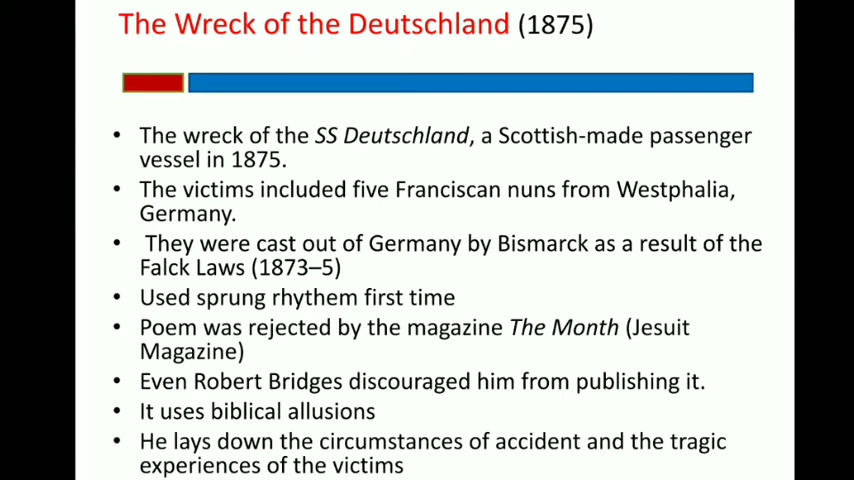 The Wreck of the Deutschland (1875)
• The wreck of the SS Deutschland, a Scottish-made passenger
vessel in 1875.
• The victims included five Franciscan nuns from Westphalia,
Germany.
• They were cast out of Germany by Bismarck as a result of the
Falck Laws (1873–5)
• Used sprung rhythem first time
• Poem was rejected by the magazine The Month (Jesuit
Magazine)
• Even Robert Bridges discouraged him from publishing it.
• It uses biblical allusions
• He lays down the circumstances of accident and the tragic
experiences of the victims